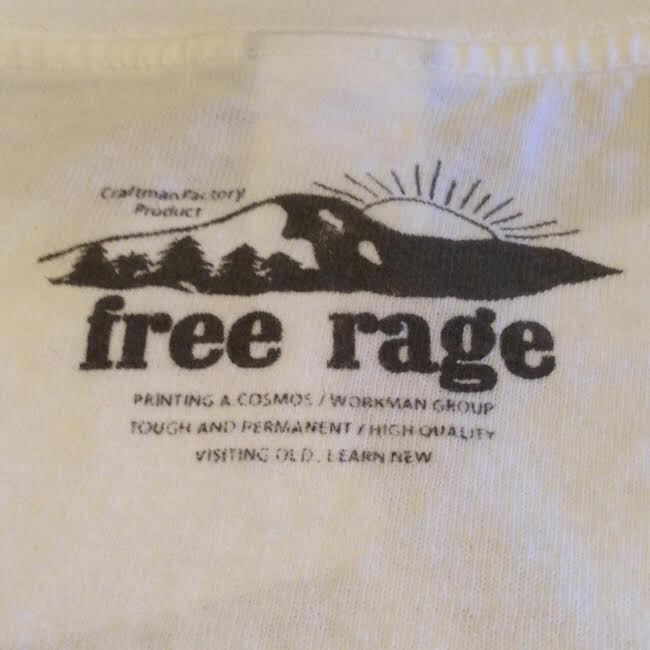 Craftman Factory
Product
free rage
PRINTING A.COSMOS / WORKMAN GROUP
TOUGH AND PERMANENT / HIGH QUALITY
VISITING OLD, LEARN NEW